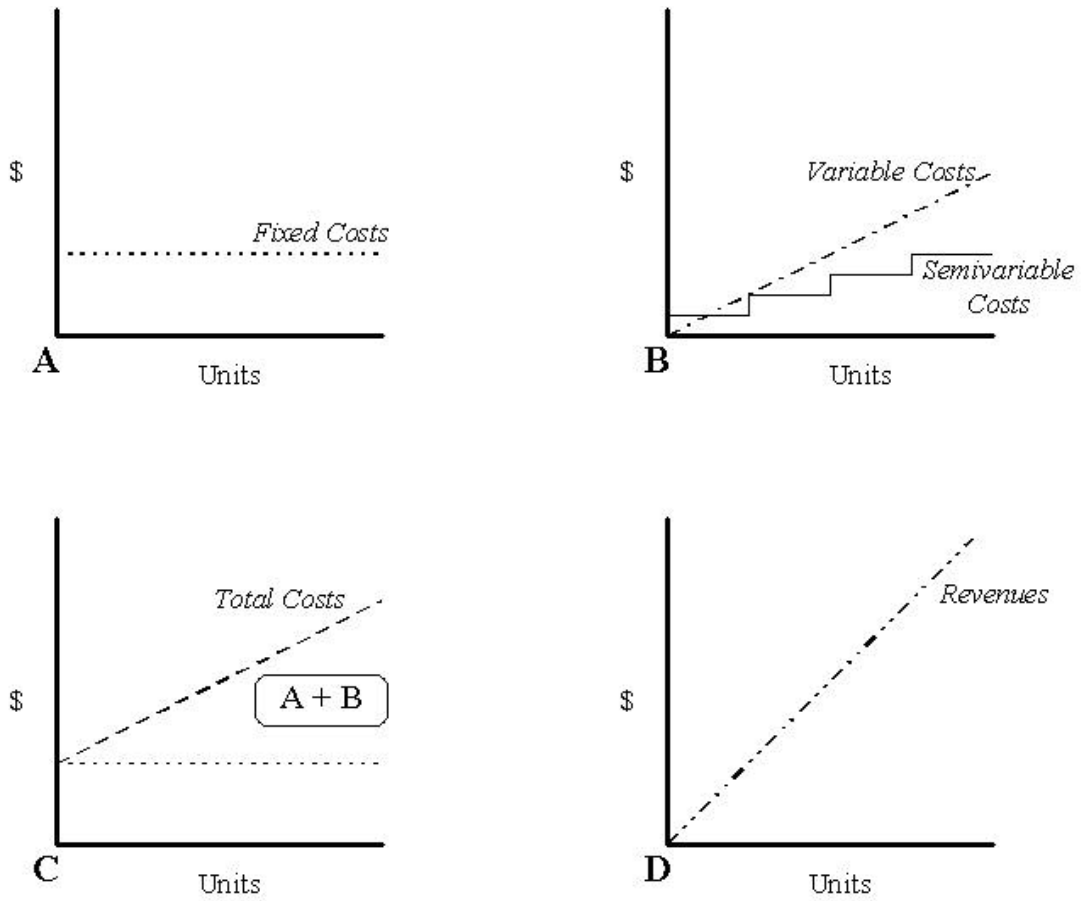 $
Fixed Costs
A
Units
$
Variable Costs
Semivariable
Costs
B
Units
Total Costs
$
A + B
C
Units
Revenues
$
D
Units